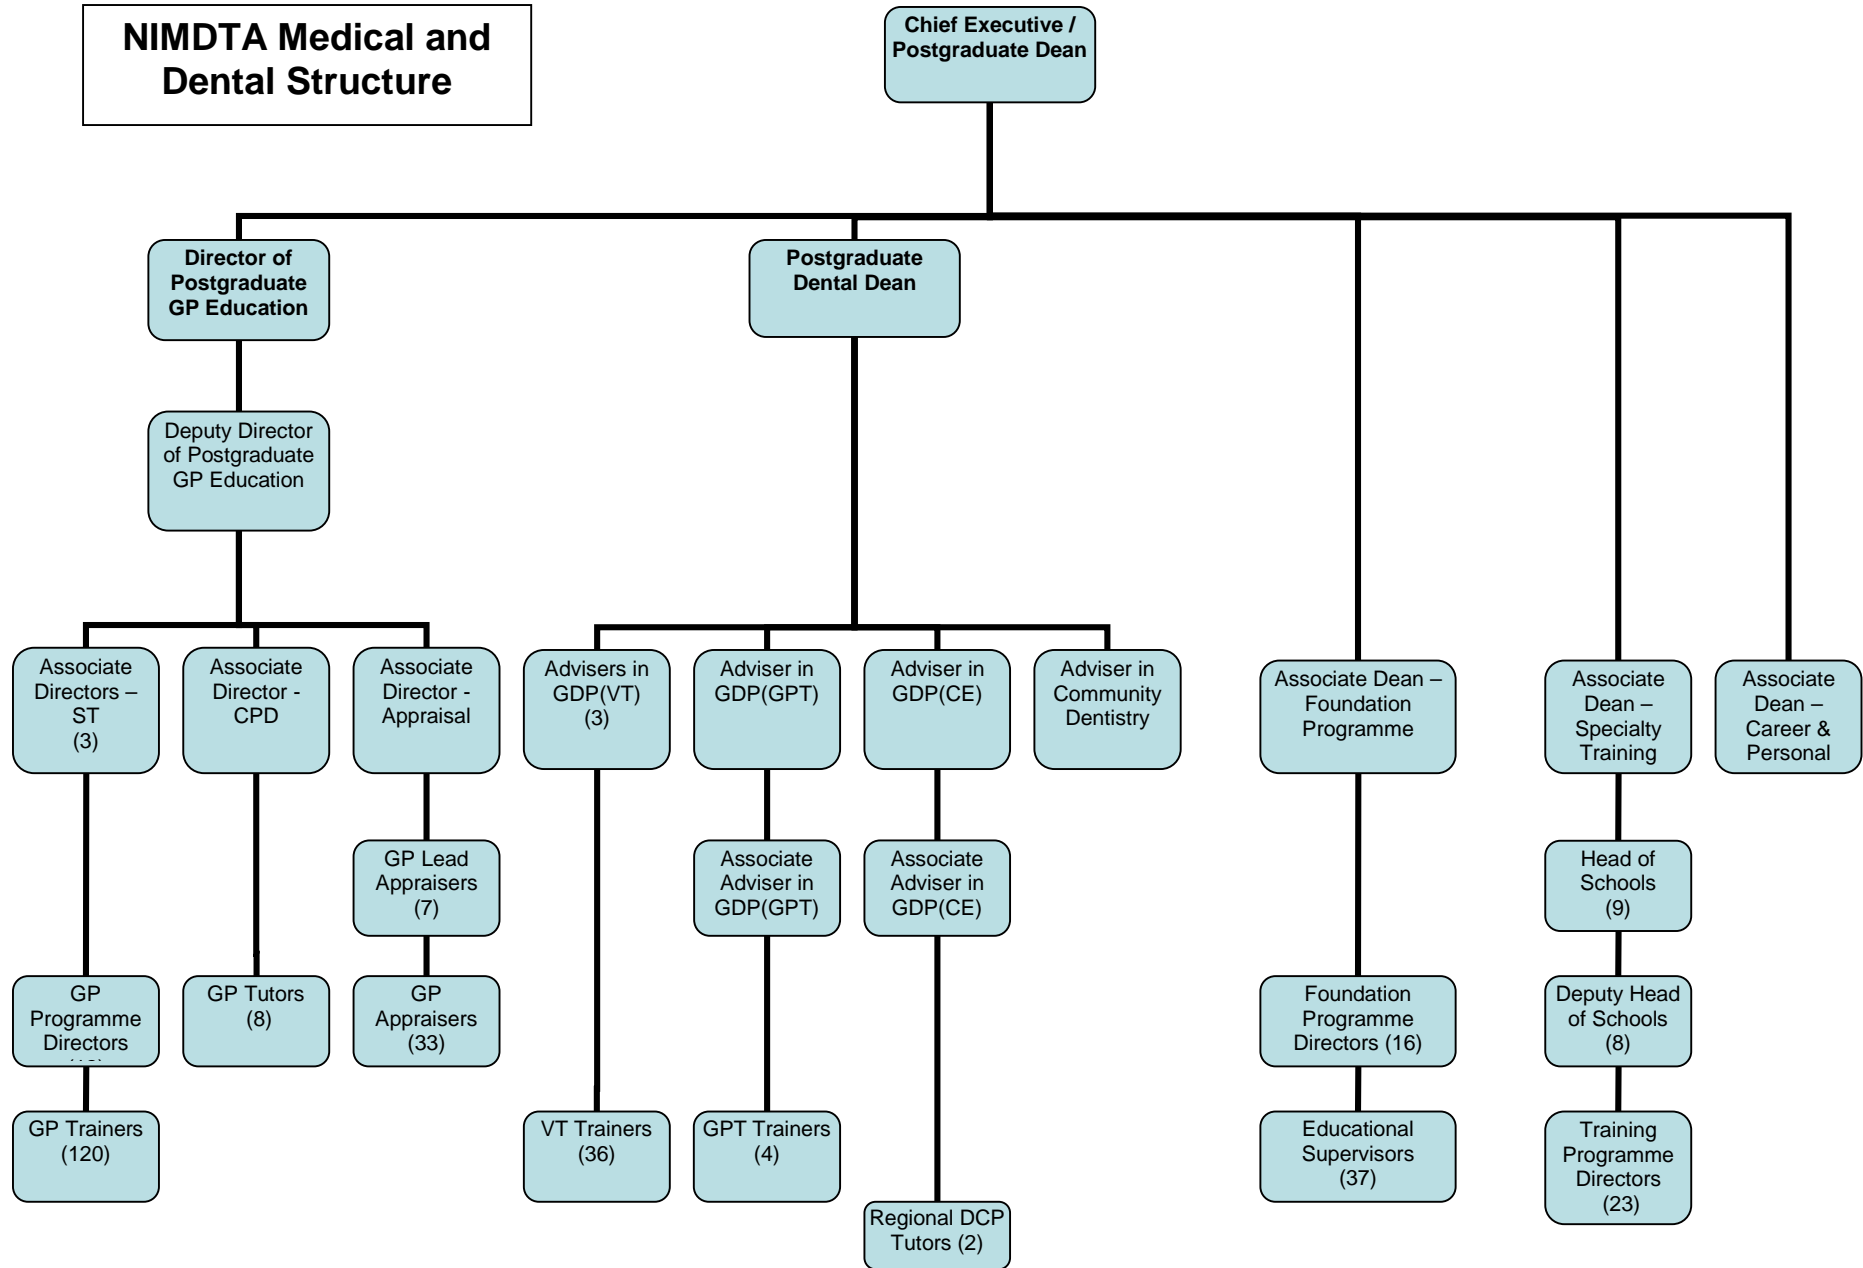 NIMDTA Medical and
Dental Structure
Chief Executive /
Postgraduate Dean
Director of
Postgraduate
GP Education
Postgraduate
Dental Dean
Deputy Director
of Postgraduate
GP Education
Associate
Directors –
ST
(3)
Associate
Director -
CPD
Associate
Director -
Appraisal
Advisers in
GDP(VT)
(3)
Adviser in
GDP(GPT)
Adviser in
GDP(CE)
Adviser in
Community
Dentistry
Associate Dean –
Foundation
Programme
Associate
Dean –
Specialty
Training
Associate
Dean –
Career &
Personal
GP Lead
Appraisers
(7)
Associate
Adviser in
GDP(GPT)
Associate
Adviser in
GDP(CE)
Head of
Schools
(9)
GP
Programme
Directors
GP Tutors
(8)
GP
Appraisers
(33)
Foundation
Programme
Directors (16)
Deputy Head
of Schools
(8)
GP Trainers
(120)
VT Trainers
(36)
GPT Trainers
(4)
Educational
Supervisors
(37)
Training
Programme
Directors
(23)
Regional DCP
Tutors (2)